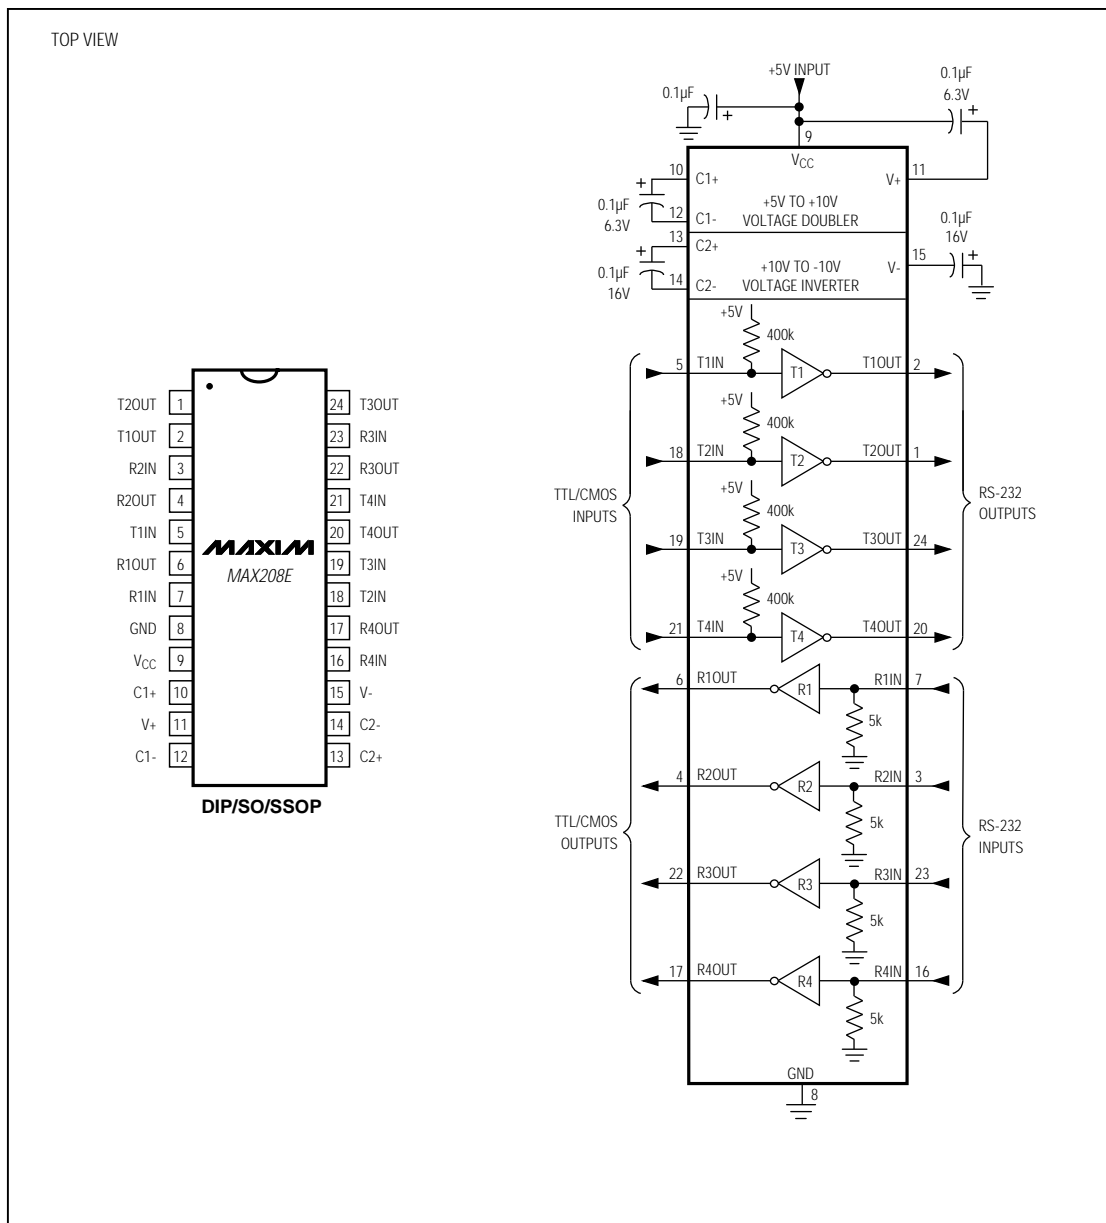 TOP VIEW
T2OUT 1
T1OUT 2
R2IN 3
R2OUT 4
T1IN 5
R1OUT 6
R1IN 7
GND 8
VCC 9
C1+ 10
V+ 11
C1- 12
24 T3OUT
23 R3IN
22 R3OUT
21 T4IN
20 T4OUT
19 T3IN
18 T2IN
17 R4OUT
16 R4IN
15 V-
14 C2-
13 C2+
MAXIM
MAX208E
DIP/SO/SSOP
+5V INPUT
0.1µF
+
0.1µF
6.3V
+
9
VCC
10 C1+
V+ 11
+
0.1µF
6.3V
12 C1-
+5V TO +10V
VOLTAGE DOUBLER
13 C2+
+
0.1µF
16V
14 C2-
+10V TO -10V
VOLTAGE INVERTER
V- 15
0.1µF
16V
+
+5V
400k
5 T1IN T1 T1OUT 2
+5V
400k
18 T2IN T2 T2OUT 1
TTL/CMOS
INPUTS
RS-232
OUTPUTS
+5V
400k
19 T3IN T3 T3OUT 24
+5V
400k
21 T4IN T4 T4OUT 20
6 R1OUT R1 R1IN 7
5k
4 R2OUT R2 R2IN 3
5k
TTL/CMOS
OUTPUTS
RS-232
INPUTS
22 R3OUT R3 R3IN 23
5k
17 R4OUT R4 R4IN 16
5k
GND
8